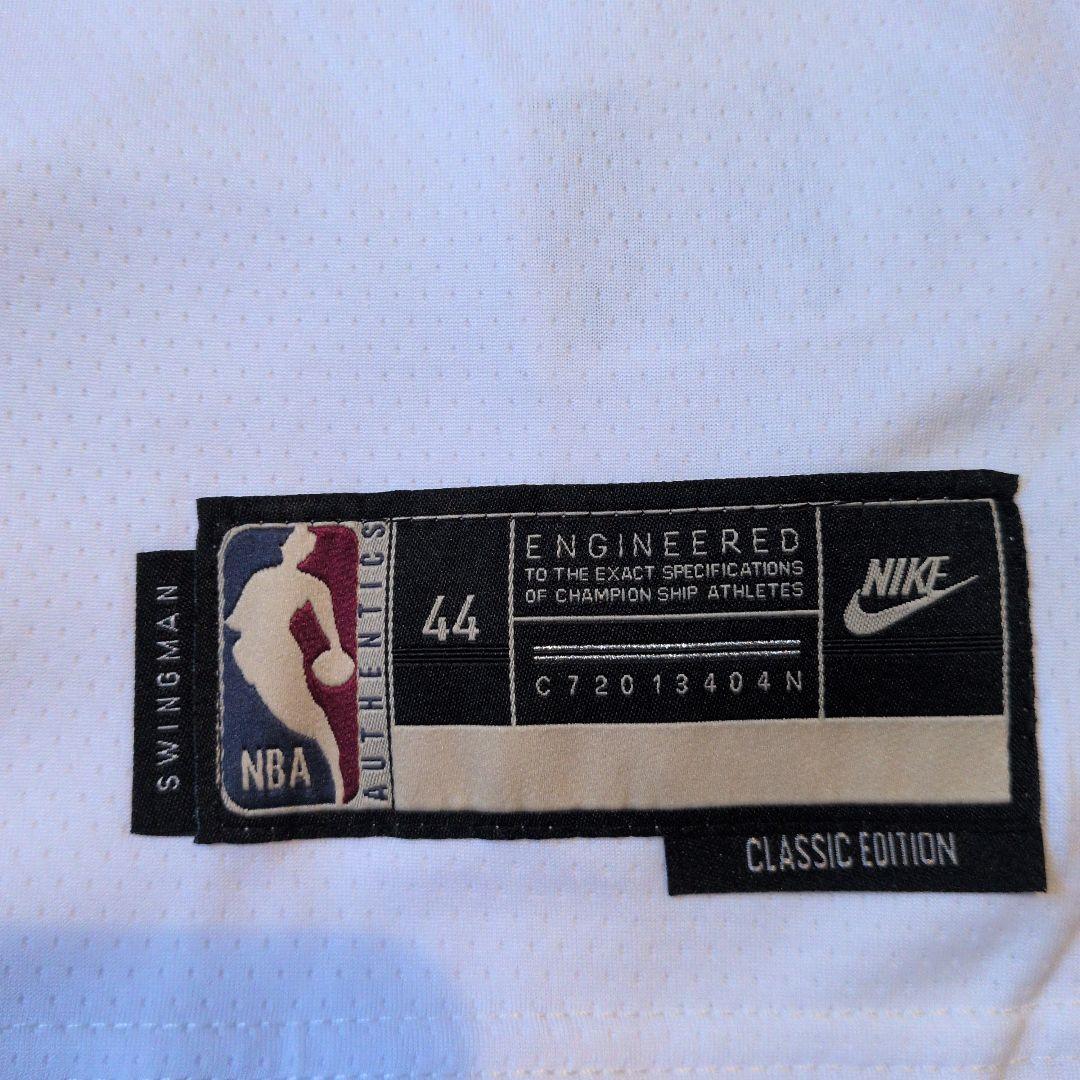 SWINGMAN
NBA
AUTHENTICS
44
ENGINEERED
TO THE EXACT SPECIFICATIONS
OF CHAMPION SHIP ATHLETES
C72013404N
NIKE
CLASSIC EDITION